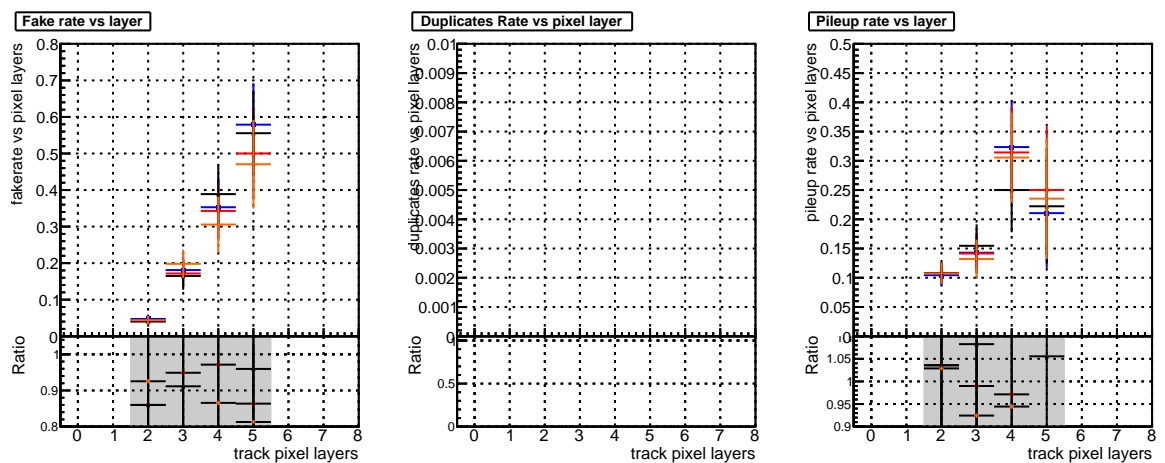 Fake rate vs layer
fakerate vs pixel layers
0.8
0.7
0.6
0.5
0.4
0.3
0.2
0.1
0
Ratio
1
0.9
0.8
0 1 2 3 4 5 6 7 8
track pixel layers
Duplicates Rate vs pixel layer
duplicates rate vs pixel layers
0.01
0.009
0.008
0.007
0.006
0.005
0.004
0.003
0.002
0.001
0
Ratio
1
0.5
0 1 2 3 4 5 6 7 8
track pixel layers
Pileup rate vs layer
pileup rate vs pixel layers
0.5
0.45
0.4
0.35
0.3
0.25
0.2
0.15
0.1
0.05
0
Ratio
1.05
1
0.95
0.9
0 1 2 3 4 5 6 7 8
track pixel layers